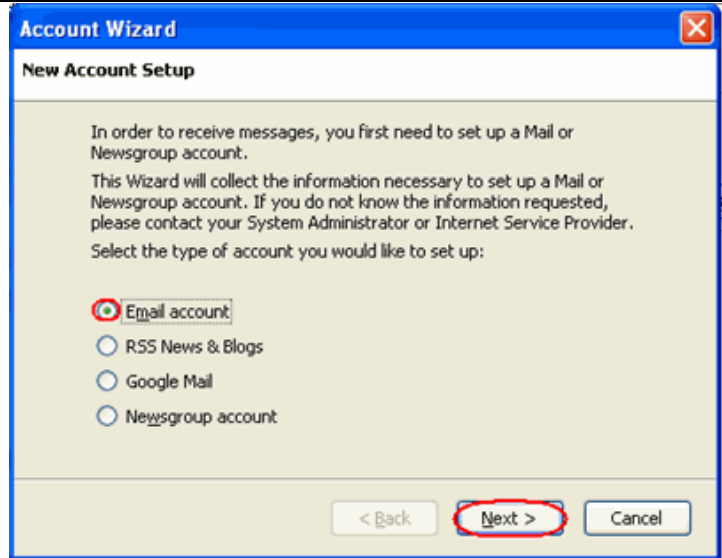 Account Wizard
New Account Setup
In order to receive messages, you first need to set up a Mail or
Newsgroup account.
This Wizard will collect the information necessary to set up a Mail or
Newsgroup account. If you do not know the information requested,
please contact your System Administrator or Internet Service Provider.
Select the type of account you would like to set up:
Email account
RSS News & Blogs
Google Mail
Newsgroup account
< Back
Next >
Cancel